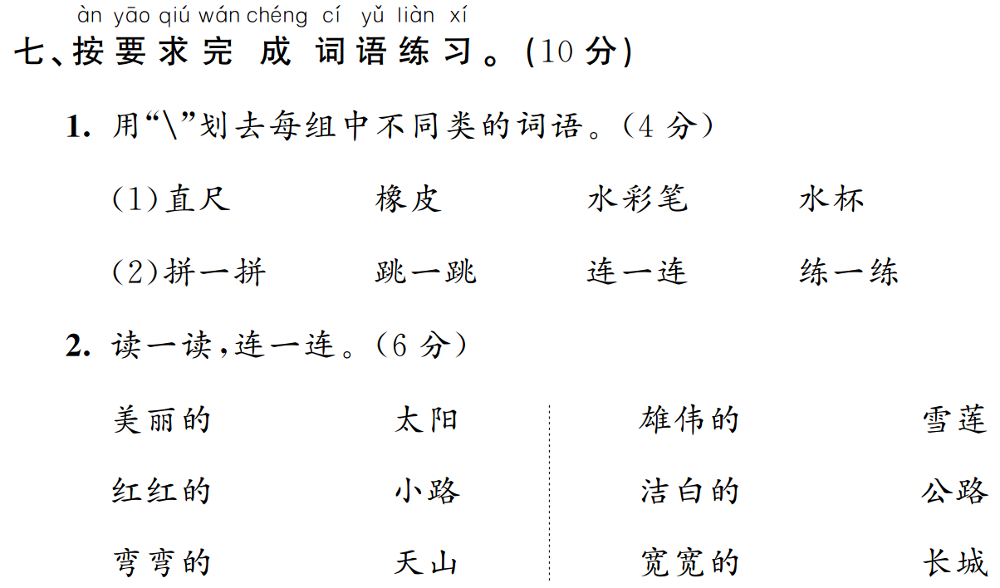 àn yāo qiú wán chéng cí yǔ liàn xí
七、按要求完成词语练习。(10分)
1. 用“\”划去每组中不同类的词语。(4分)
(1)直尺 橡皮 水彩笔 水杯
(2)拼一拼 跳一跳 连一连 练一练
2. 读一读,连一连。(6分)
美丽的 太阳 雄伟的 雪莲
红红的 小路 洁白的 公路
弯弯的 天山 宽宽的 长城